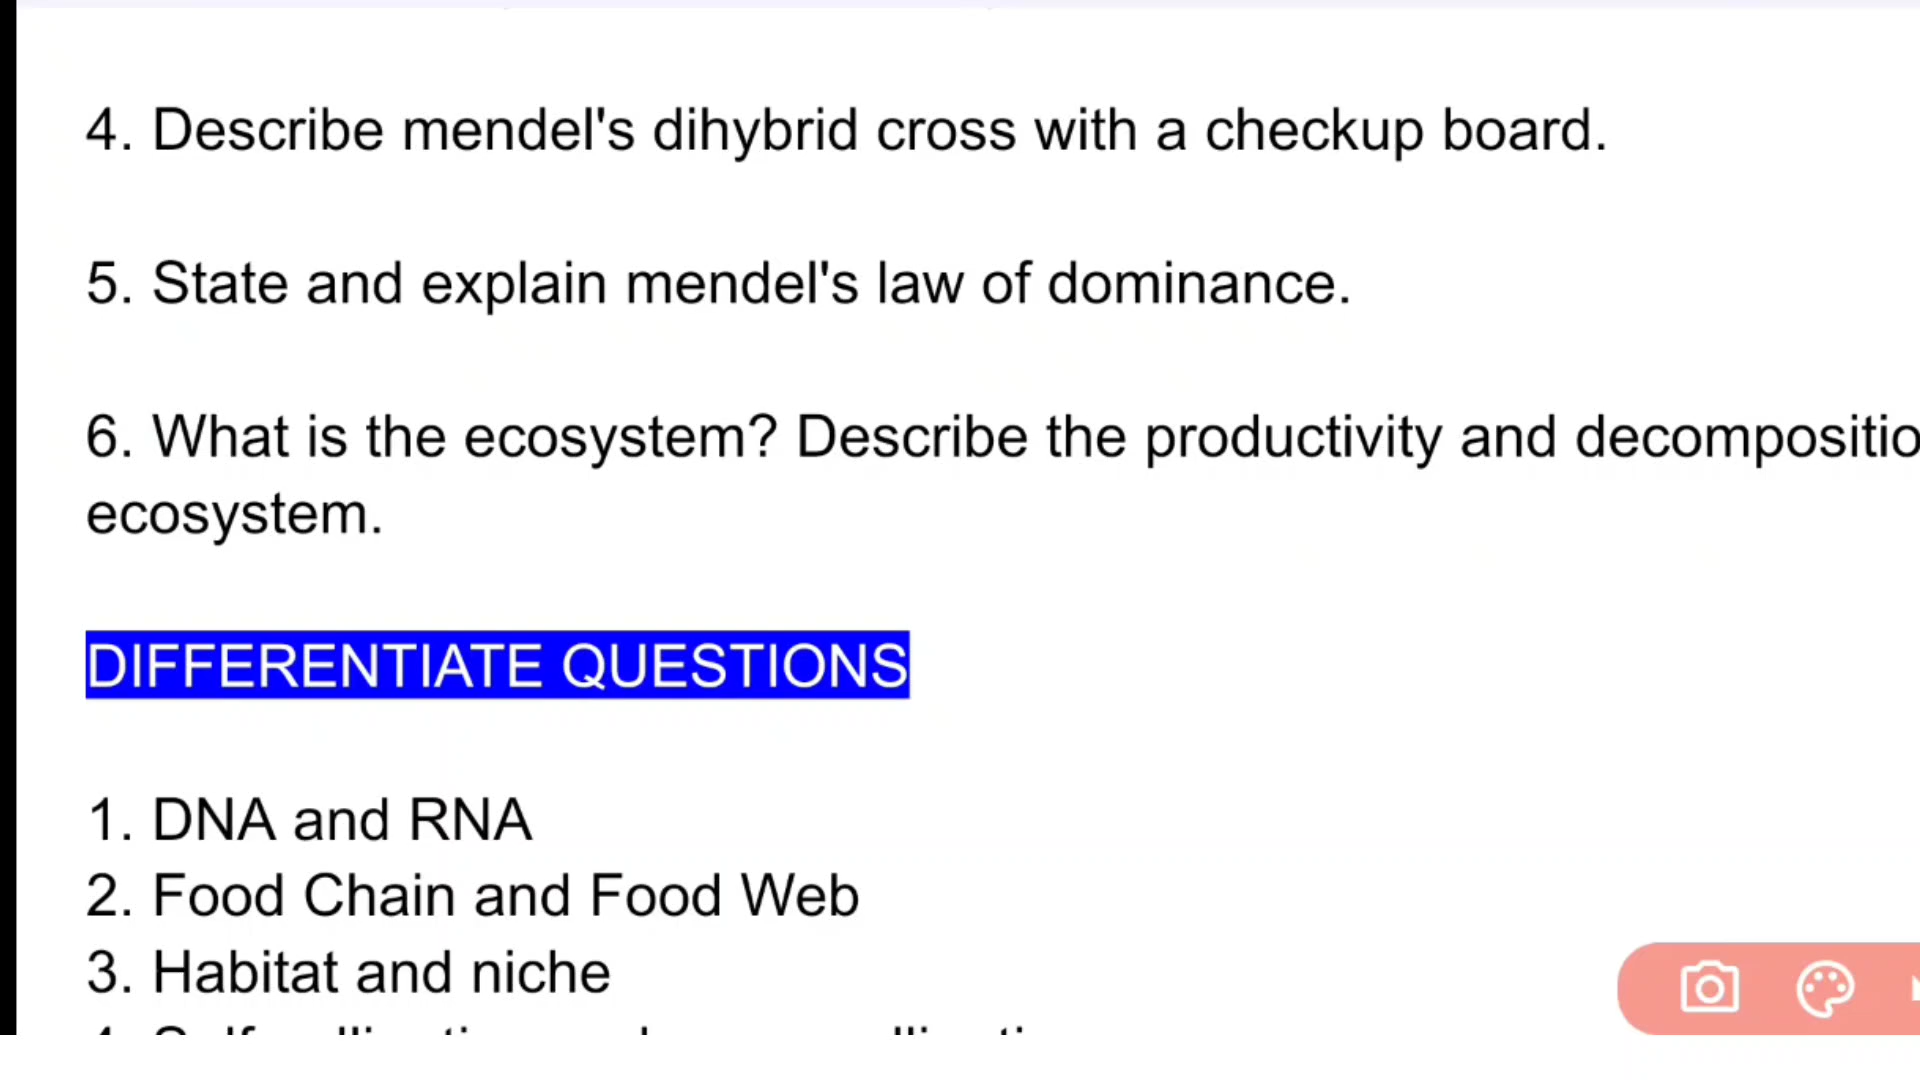 4. Describe mendel's dihybrid cross with a checkup board.
5. State and explain mendel's law of dominance.
6. What is the ecosystem? Describe the productivity and
ecosystem.
DIFFERENTIATE QUESTIONS
1. DNA and RNA
2. Food Chain and Food Web
3. Habitat and niche